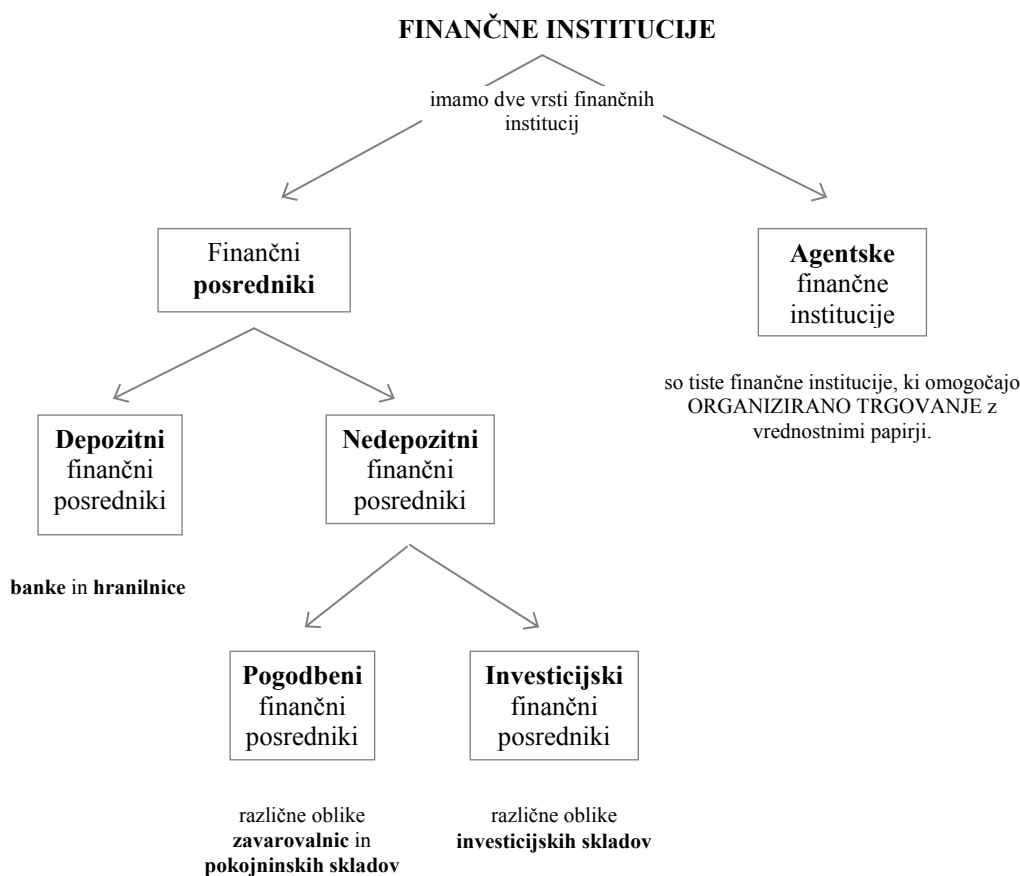 FINANČNE INSTITUCIJE
imamo dve vrsti finančnih
institucij
Finančni
posredniki
Agentske
finančne
institucije
so tiste finančne institucije, ki omogočajo
ORGANIZIRANO TRGOVANJE z
vrednostnimi papirji.
Depozitni
finančni
posredniki
Nedepozitni
finančni
posredniki
banke in hranilnice
Pogodbeni
finančni
posredniki
Investicijski
finančni
posredniki
različne oblike
zavarovalnic in
pokojninskih skladov
različne oblike
investicijskih skladov